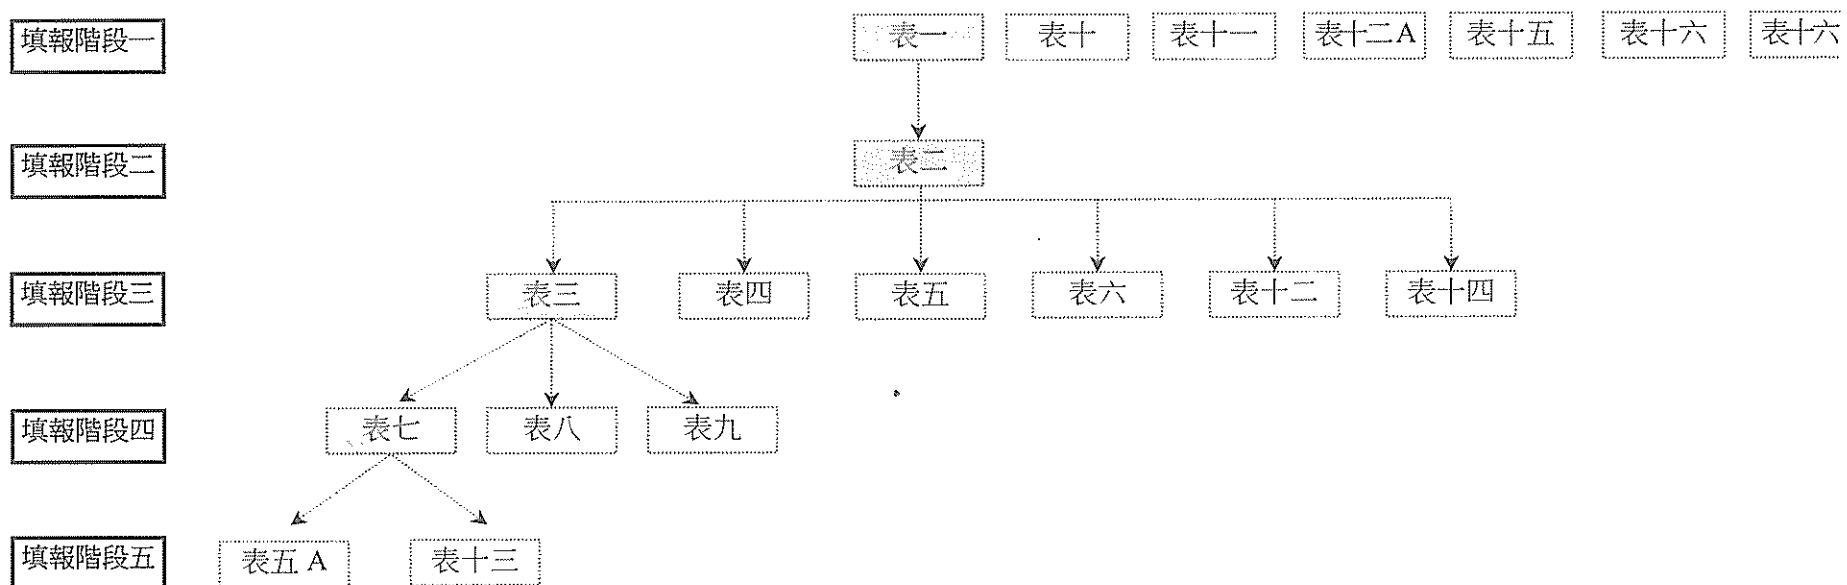 填報階段一 表一 表十 表十一 表十二A 表十五 表十六 表十六
填報階段二 表二
填報階段三 表三 表四 表五 表六 表十二 表十四
填報階段四 表七 表八 表九
填報階段五 表五 A 表十三